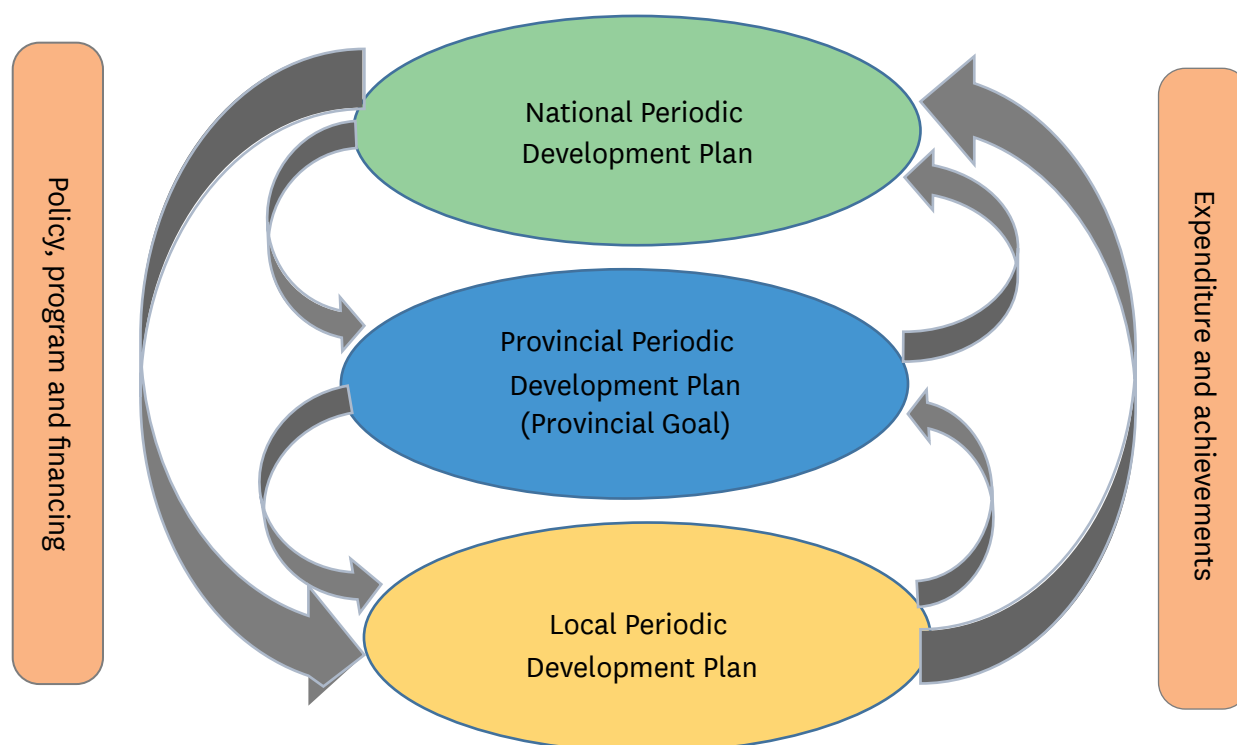 Policy, program and financing
National Periodic
Development Plan
Provincial Periodic
Development Plan
(Provincial Goal)
Local Periodic
Development Plan
Expenditure and achievements